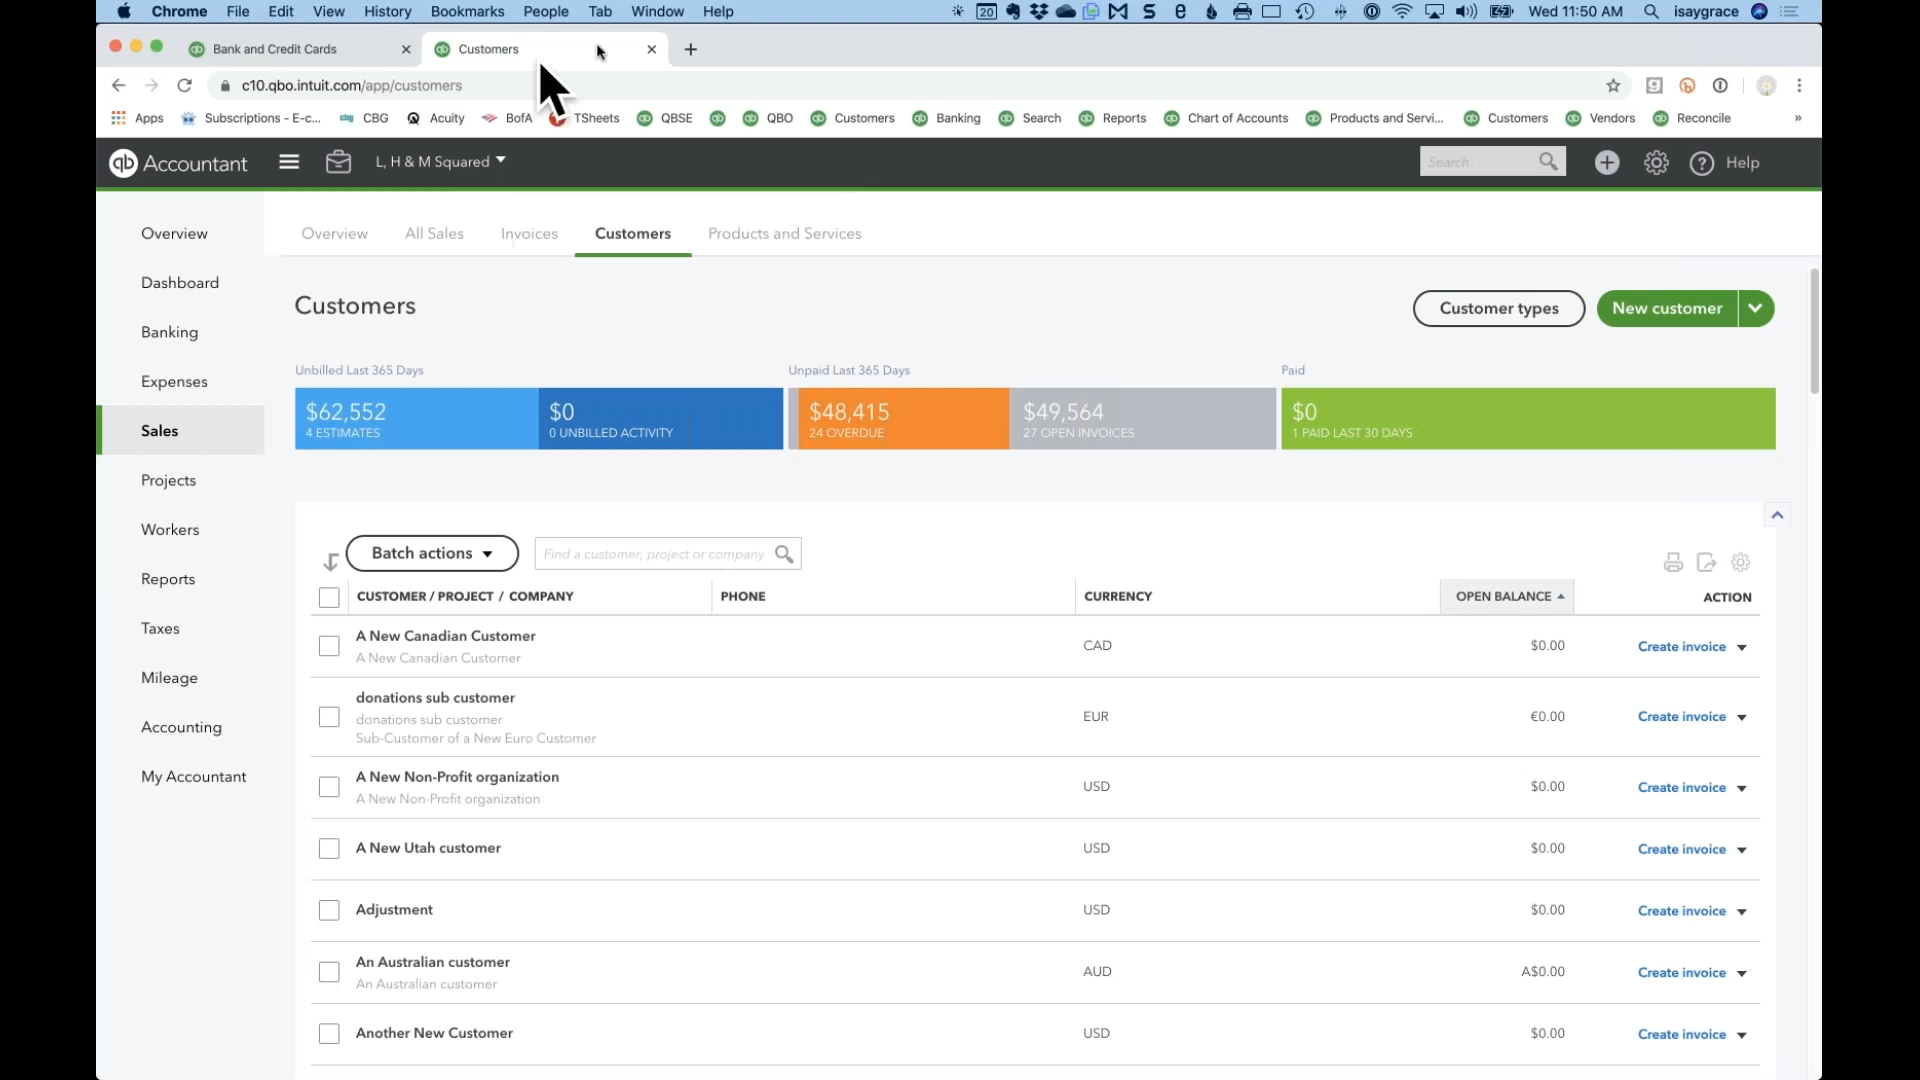 Chrome File Edit View History Bookmarks People Tab Window Help 20 Wed 11:50 AM isaygrace
Bank and Credit Cards Customers
c10.qbo.intuit.com/app/customers
Apps Subscriptions - E-c... cbg CBG Acuity BofA TSheets QBSE QBO Customers Banking Search Reports Chart of Accounts Products and Servi... Customers Vendors Reconcile »
qb Accountant L, H & M Squared Search Help
Overview
Dashboard
Banking
Expenses
Sales
Projects
Workers
Reports
Taxes
Mileage
Accounting
My Accountant
Overview All Sales Invoices Customers Products and Services
Customers
Customer types New customer
Unbilled Last 365 Days Unpaid Last 365 Days Paid
$62,552 $0 $48,415 $49,564 $0
4 ESTIMATES 0 UNBILLED ACTIVITY 24 OVERDUE 27 OPEN INVOICES 1 PAID LAST 30 DAYS
Batch actions Find a customer, project or company
CUSTOMER / PROJECT / COMPANY PHONE CURRENCY OPEN BALANCE ACTION
A New Canadian Customer CAD $0.00 Create invoice
A New Canadian Customer
donations sub customer
donations sub customer EUR €0.00 Create invoice
Sub-Customer of a New Euro Customer
A New Non-Profit organization USD $0.00 Create invoice
A New Non-Profit organization
A New Utah customer USD $0.00 Create invoice
Adjustment USD $0.00 Create invoice
An Australian customer AUD A$0.00 Create invoice
An Australian customer
Another New Customer USD $0.00 Create invoice